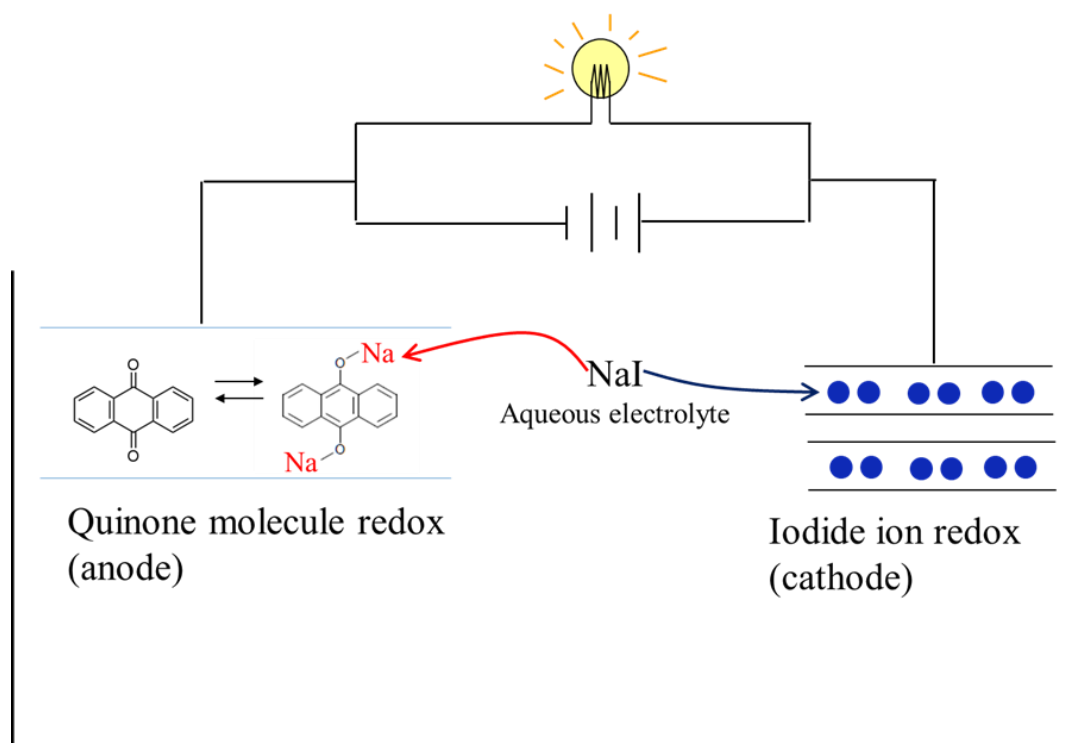 O
O
O
Na
Na
O
NaI
Aqueous electrolyte
Quinone molecule redox
(anode)
Iodide ion redox
(cathode)